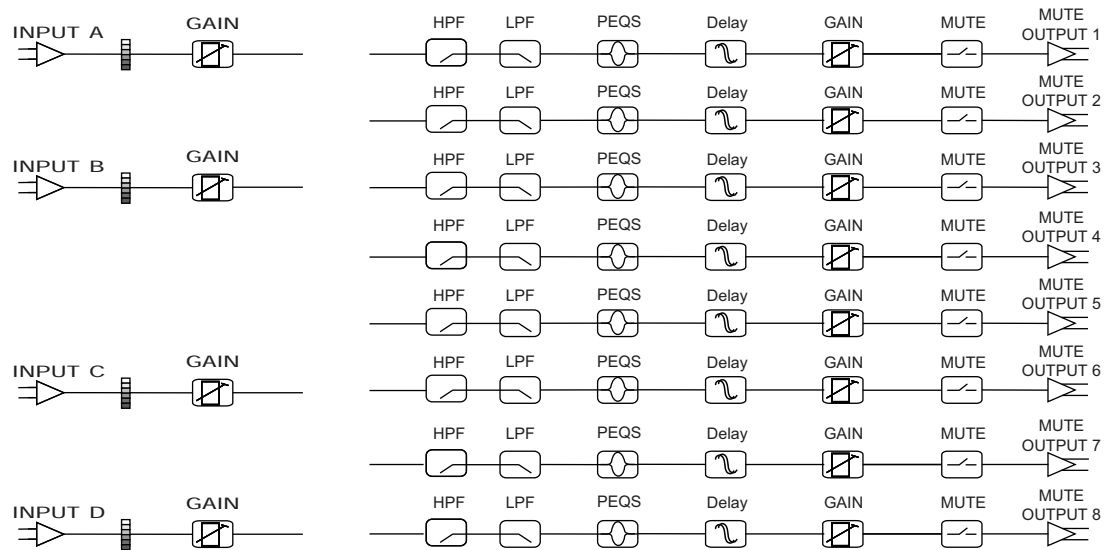 INPUT A GAIN HPF LPF PEQS Delay GAIN MUTE MUTE
OUTPUT 1
HPF LPF PEQS Delay GAIN MUTE MUTE
OUTPUT 2
INPUT B GAIN HPF LPF PEQS Delay GAIN MUTE MUTE
OUTPUT 3
HPF LPF PEQS Delay GAIN MUTE MUTE
OUTPUT 4
HPF LPF PEQS Delay GAIN MUTE MUTE
OUTPUT 5
INPUT C GAIN HPF LPF PEQS Delay GAIN MUTE MUTE
OUTPUT 6
HPF LPF PEQS Delay GAIN MUTE MUTE
OUTPUT 7
INPUT D GAIN HPF LPF PEQS Delay GAIN MUTE MUTE
OUTPUT 8